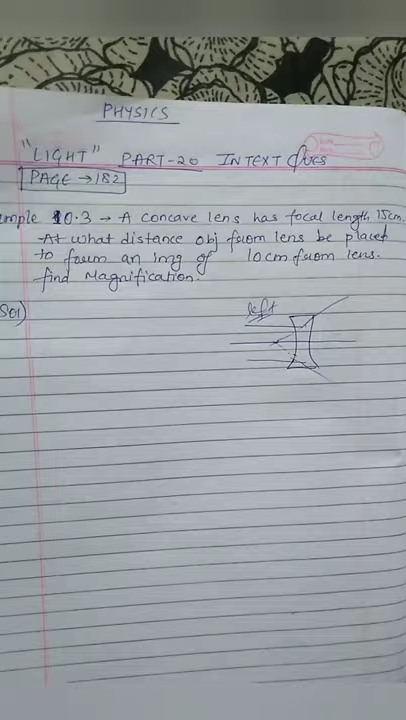 PHYSICS
"LIGHT" PART-20 INTEXT Ques
PAGE → 182
mple 10.3 → A concave lens has focal length 15cm.
At what distance obj from lens be placed
to form an img of 10cm from lens.
find Magnification.
Sol)
left